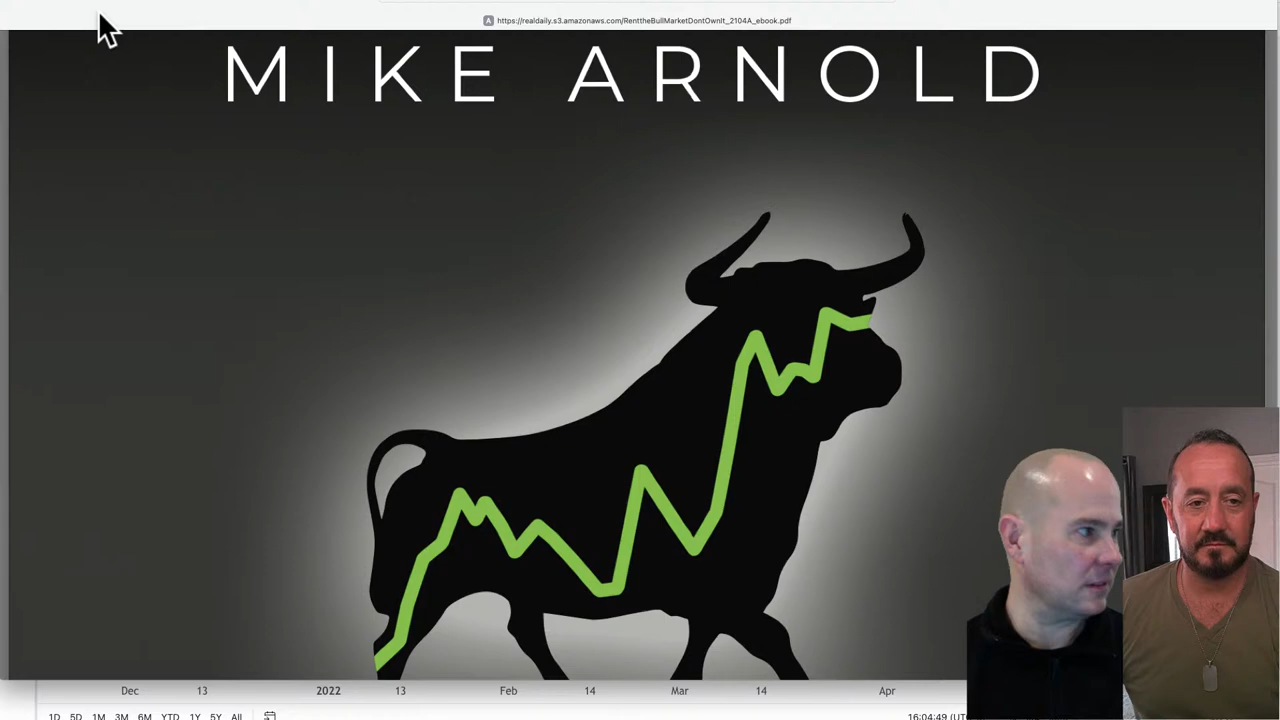 https://realdaily.s3.amazonaws.com/RenttheBullMarketDontOwnIt_2104A_ebook.pdf
MIKE ARNOLD
Dec 13 2022 13 Feb 14 Mar 14 Apr
1D 5D 1M 3M 6M YTD 1Y 5Y All 16:04:49 (UT